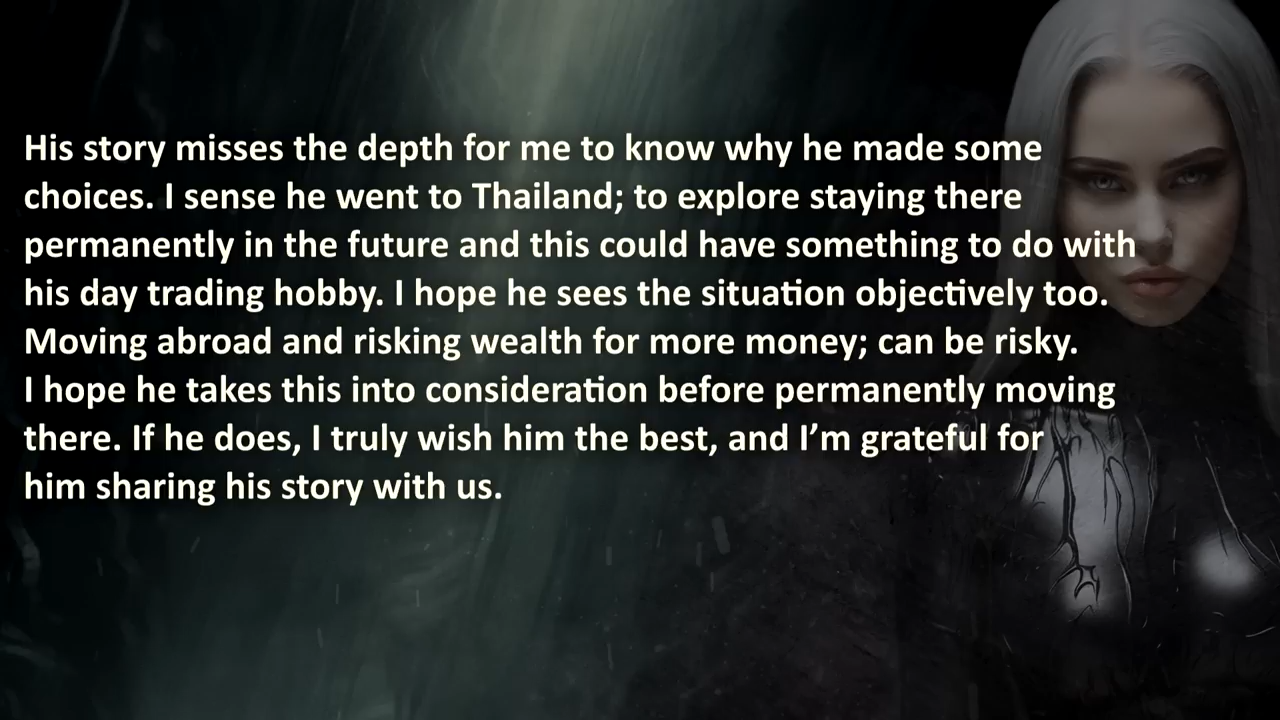 His story misses the depth for me to know why he made some
choices. I sense he went to Thailand; to explore staying there
permanently in the future and this could have something to do with
his day trading hobby. I hope he sees the situation objectively too.
Moving abroad and risking wealth for more money; can be risky.
I hope he takes this into consideration before permanently moving
there. If he does, I truly wish him the best, and I’m grateful for
him sharing his story with us.